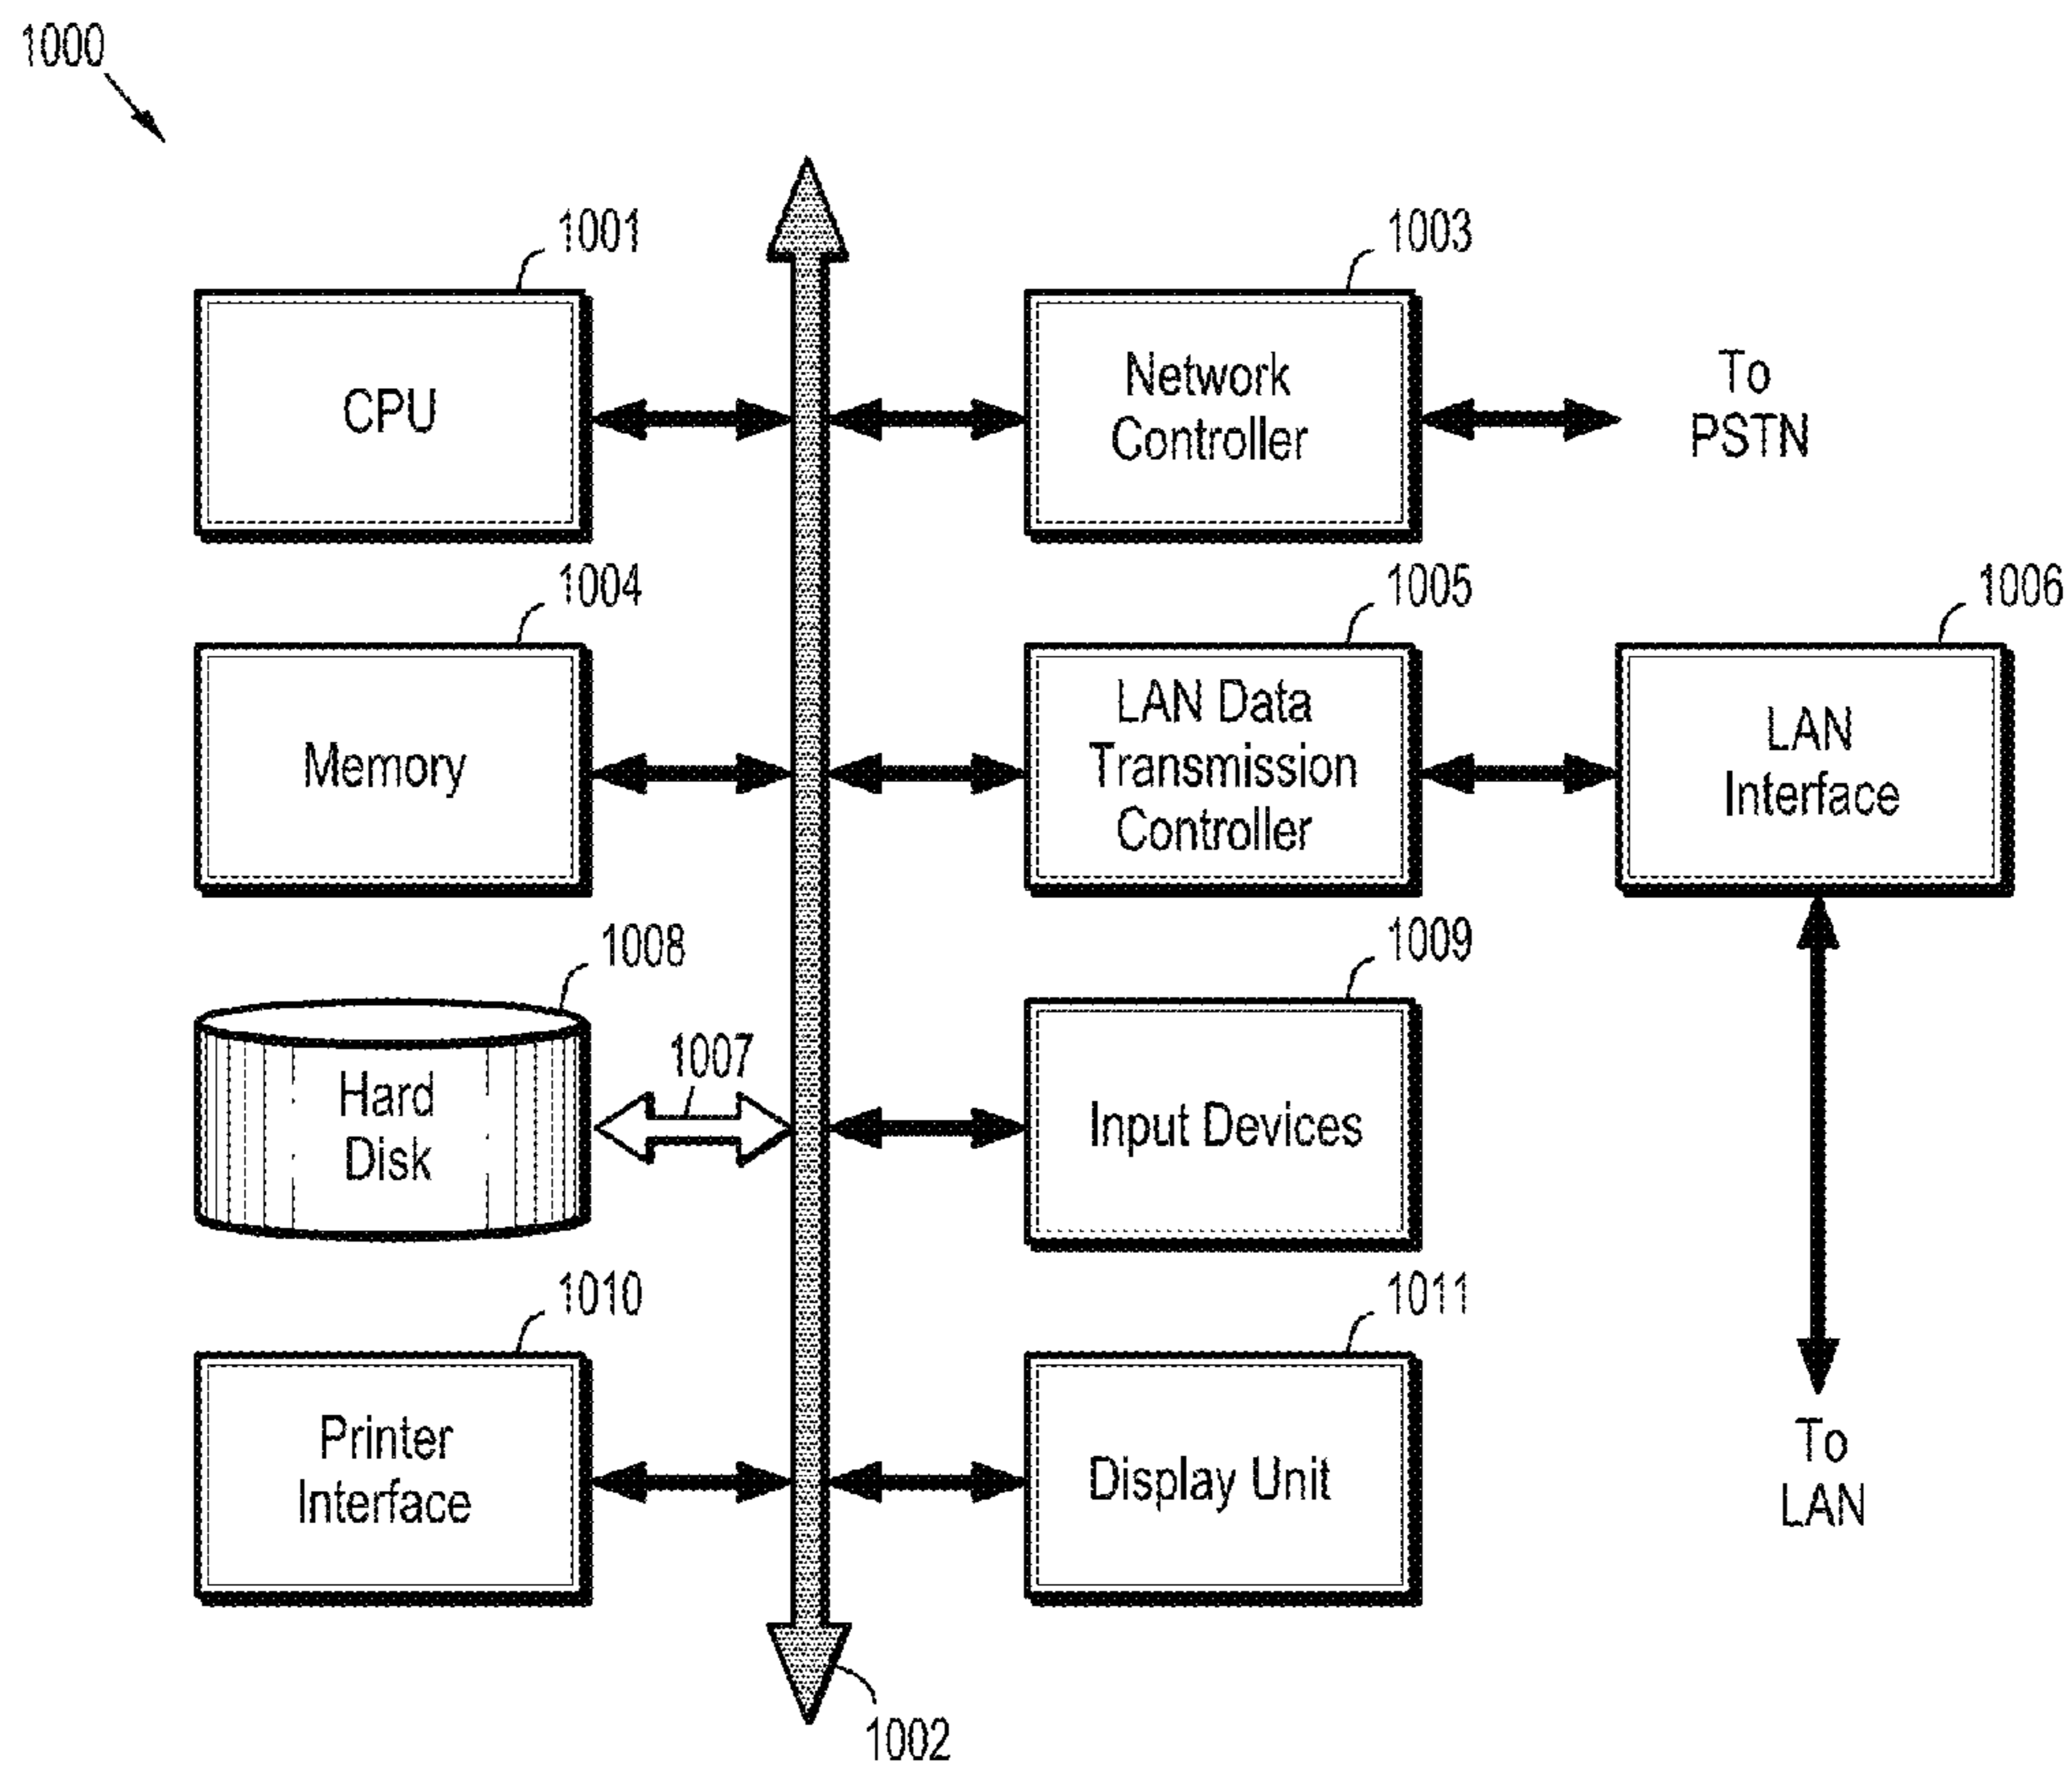 1000
1001
1003
CPU
Network
Controller
To
PSTN
1004
1005
1006
Memory
LAN Data
Transmission
Controller
LAN
Interface
1008
1007
1009
Hard
Disk
Input Devices
1010
1011
Printer
Interface
Display Unit
To
LAN
1002